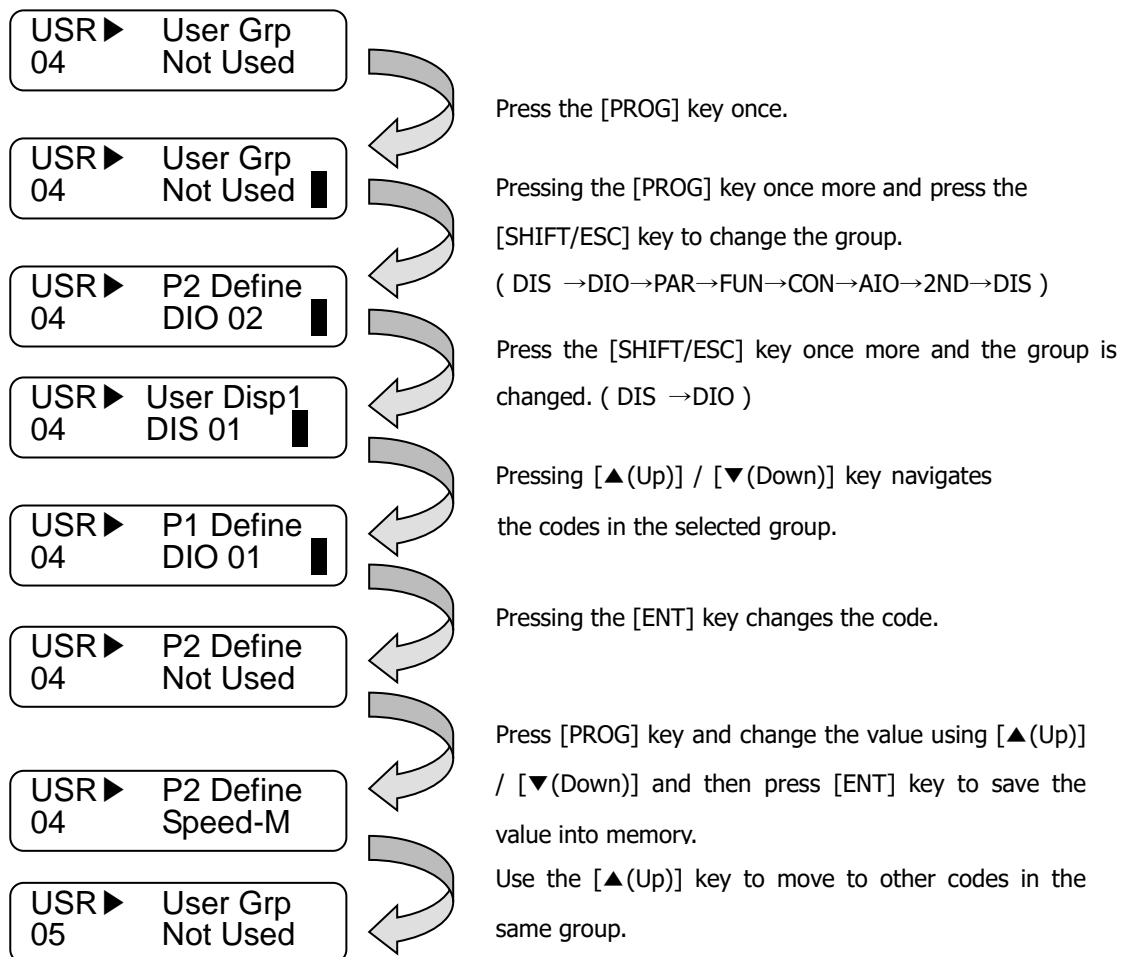 USR▶ User Grp
04 Not Used
Press the [PROG] key once.
USR▶ User Grp
04 Not Used
Pressing the [PROG] key once more and press the
[SHIFT/ESC] key to change the group.
( DIS →DIO→PAR→FUN→CON→AIO→2ND→DIS )
USR▶ P2 Define
04 DIO 02
Press the [SHIFT/ESC] key once more and the group is
changed. ( DIS →DIO )
USR▶ User Disp1
04 DIS 01
Pressing [▲(Up)] / [▼(Down)] key navigates
the codes in the selected group.
USR▶ P1 Define
04 DIO 01
Pressing the [ENT] key changes the code.
USR▶ P2 Define
04 Not Used
Press [PROG] key and change the value using [▲(Up)]
/ [▼(Down)] and then press [ENT] key to save the
value into memory.
USR▶ P2 Define
04 Speed-M
Use the [▲(Up)] key to move to other codes in the
same group.
USR▶ User Grp
05 Not Used